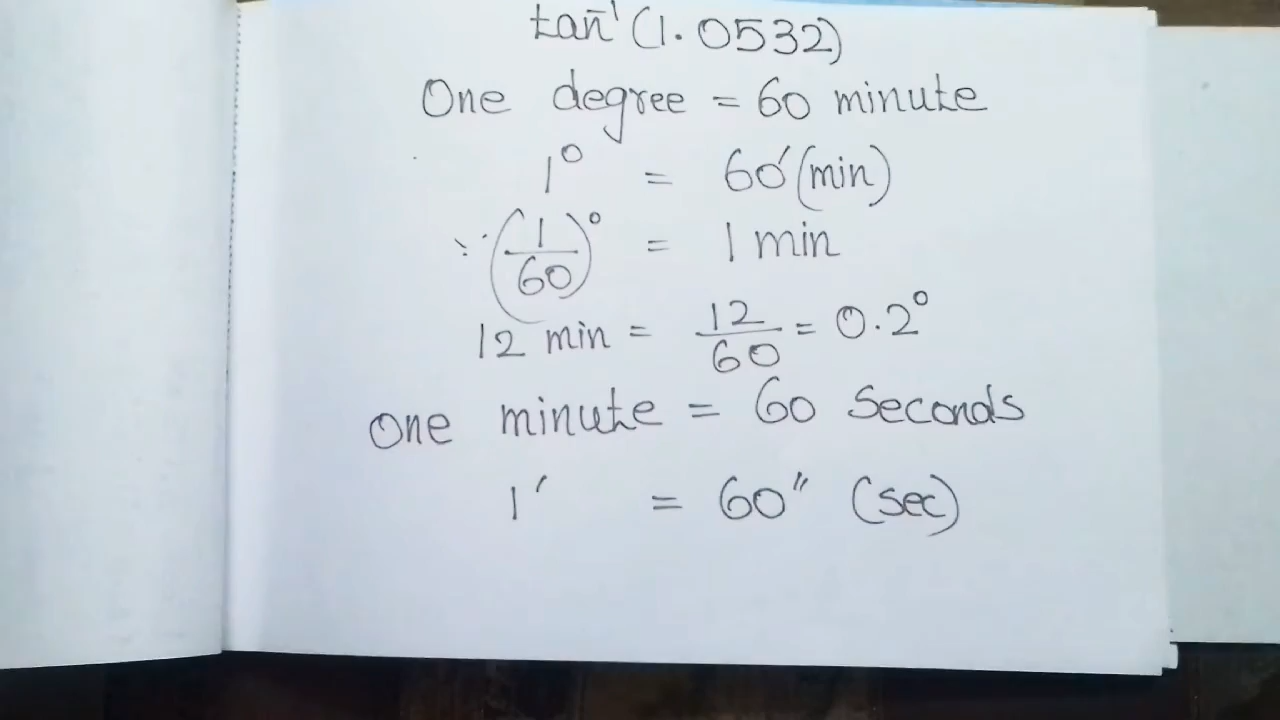 tan⁻¹(1.0532)
One degree = 60 minute
1° = 60′(min)
∵ (1/60)° = 1 min
12 min = 12/60 = 0.2°
One minute = 60 Seconds
1′ = 60″ (sec)